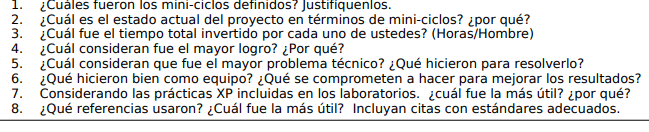 1. ¿Cuáles fueron los mini-ciclos definidos? Justifíquenlos.
2. ¿Cuál es el estado actual del proyecto en términos de mini-ciclos? ¿por qué?
3. ¿Cuál fue el tiempo total invertido por cada uno de ustedes? (Horas/Hombre)
4. ¿Cuál consideran fue el mayor logro? ¿Por qué?
5. ¿Cuál consideran que fue el mayor problema técnico? ¿Qué hicieron para resolverlo?
6. ¿Qué hicieron bien como equipo? ¿Qué se comprometen a hacer para mejorar los resultados?
7. Considerando las prácticas XP incluidas en los laboratorios. ¿cuál fue la más útil? ¿por qué?
8. ¿Qué referencias usaron? ¿Cuál fue la más útil? Incluyan citas con estándares adecuados.